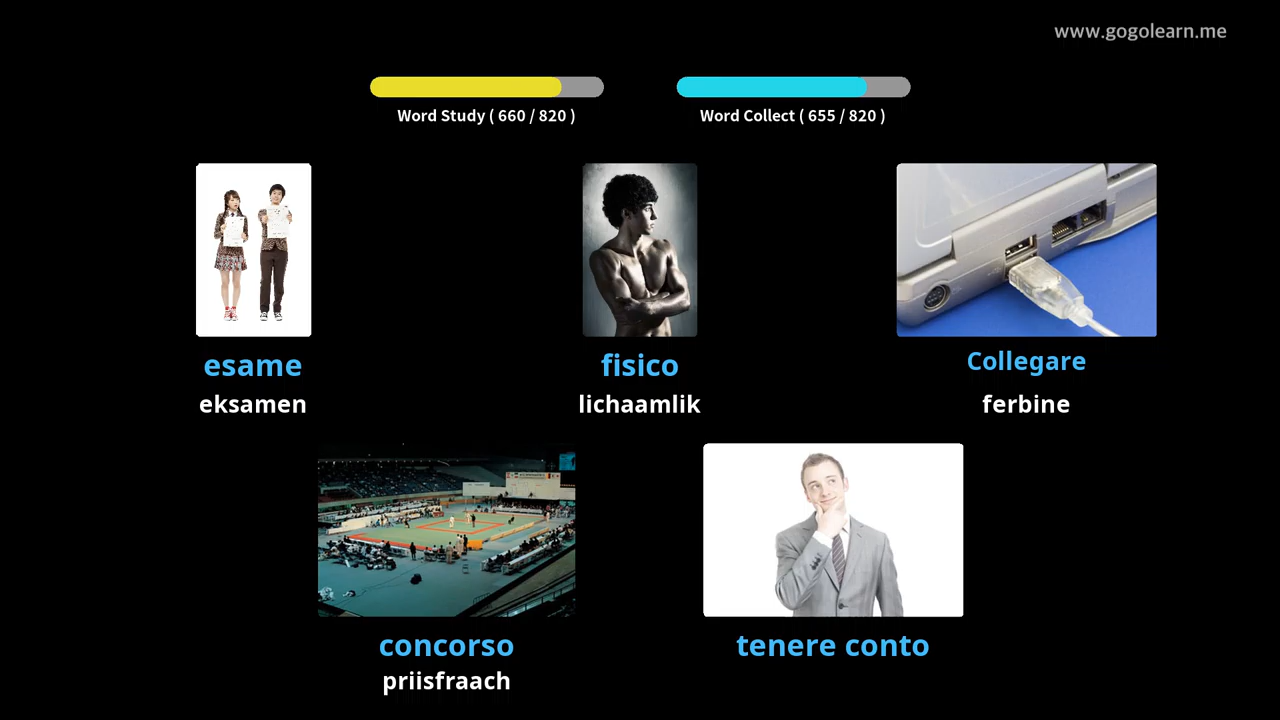 www.gogolearn.me
Word Study ( 660 / 820 )
Word Collect ( 655 / 820 )
esame
eksamen
fisico
lichaamlik
Collegare
ferbine
concorso
priisfraach
tenere conto